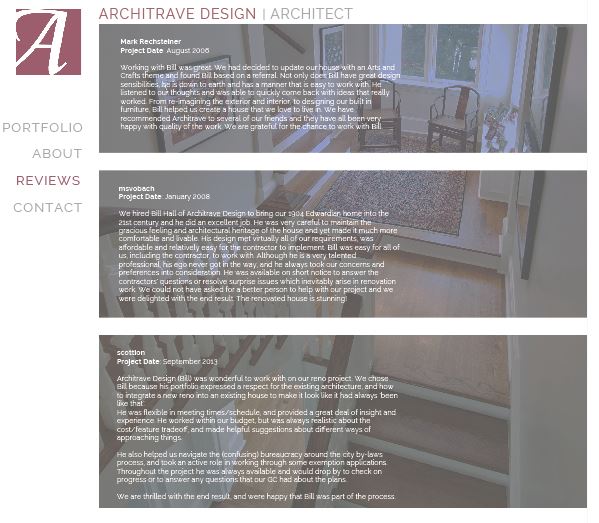 A
ARCHITRAVE DESIGN | ARCHITECT
PORTFOLIO
ABOUT
REVIEWS
CONTACT
Mark Rechsteiner
Project Date: August 2006
Working with Bill was great. We had decided to update our house with an Arts and
Crafts theme and found Bill based on a referral. Not only does Bill have great design
sensibilities, he is down to earth and has a manner that is easy to work with. He
listened to our thoughts and was able to quickly come back with ideas that really
worked. From re-imagining the exterior and interior, to designing our built in
furniture, Bill helped us create a house that we love to live in. We have
recommended Architrave to several of our friends and they have all been very
happy with quality of the work. We are grateful for the chance to work with Bill.
msvobach
Project Date: January 2008
We hired Bill Hall of Architrave Design to bring our 1904 Edwardian home into the
21st century and he did an excellent job. He was very careful to maintain the
gracious feeling and architectural heritage of the house and yet made it much more
comfortable and livable. His design met virtually all of our requirements, was
affordable and relatively easy for the contractor to implement. Bill was easy for all of
us, including the contractor, to work with. Although he is a very talented
professional, his ego never got in the way, and he always took our concerns and
preferences into consideration. He was available on short notice to answer the
contractors' questions or resolve surprise issues which inevitably arise in renovation
work. We could not have asked for a better person to help with our project and we
were delighted with the end result. The renovated house is stunning!
scottion
Project Date: September 2013
Architrave Design (Bill) was wonderful to work with on our reno project. We chose
Bill because his portfolio expressed a respect for the existing architecture, and how
to integrate a new reno into an existing house to make it look like it had always 'been
like that'.
He was flexible in meeting times/schedule, and provided a great deal of insight and
experience. He worked within our budget, but was always realistic about the
cost/feature tradeoff, and made helpful suggestions about different ways of
approaching things.
He also helped us navigate the (confusing) bureaucracy around the city by-laws
process, and took an active role in working through some exemption applications.
Throughout the project he was always available and would drop by to check on
progress or to answer any questions that our GC had about the plans.
We are thrilled with the end result, and were happy that Bill was part of the process.